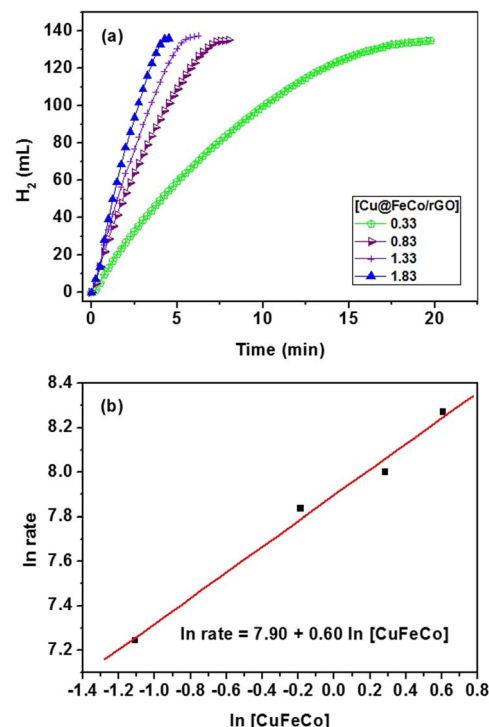 (a)
140
120
100
80
60
40
20
0
H2 (mL)
[Cu@FeCo/rGO]
0.33
0.83
1.33
1.83
0 5 10 15 20
Time (min)
(b)
8.4
8.2
8.0
7.8
7.6
7.4
7.2
ln rate
ln rate = 7.90 + 0.60 ln [CuFeCo]
-1.4 -1.2 -1.0 -0.8 -0.6 -0.4 -0.2 0.0 0.2 0.4 0.6 0.8
ln [CuFeCo]